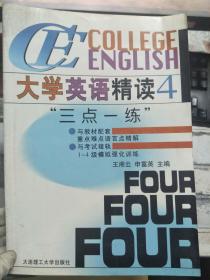 CE COLLEGE
ENGLISH
大学英语精读4
“三点一练”
与教材配套
重点难点语言点精解
与考试接轨
1-4级模拟强化训练
王湘云 申富英 主编
FOUR
FOUR
FOUR
大连理工大学出版社